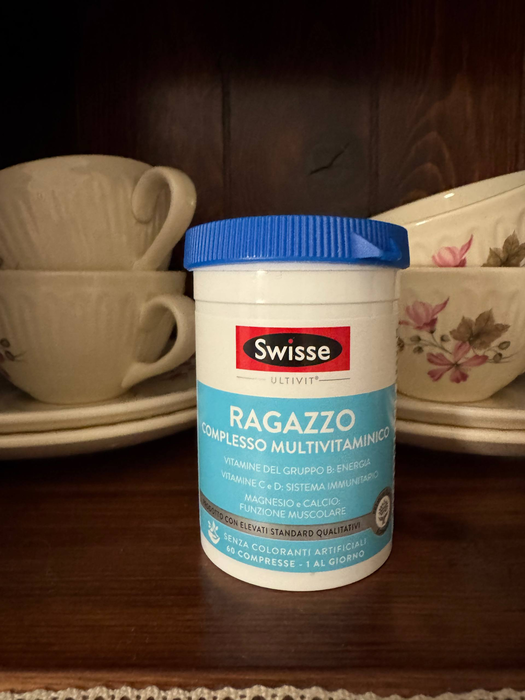 Swisse
ULTIVIT®
RAGAZZO
COMPLESSO MULTIVITAMINICO
VITAMINE DEL GRUPPO B: ENERGIA
VITAMINE C e D: SISTEMA IMMUNITARIO
MAGNESIO e CALCIO:
FUNZIONE MUSCOLARE
CON ELEVATI STANDARD QUALITATIVI
SENZA COLORANTI ARTIFICIALI
60 COMPRESSE - 1 AL GIORNO